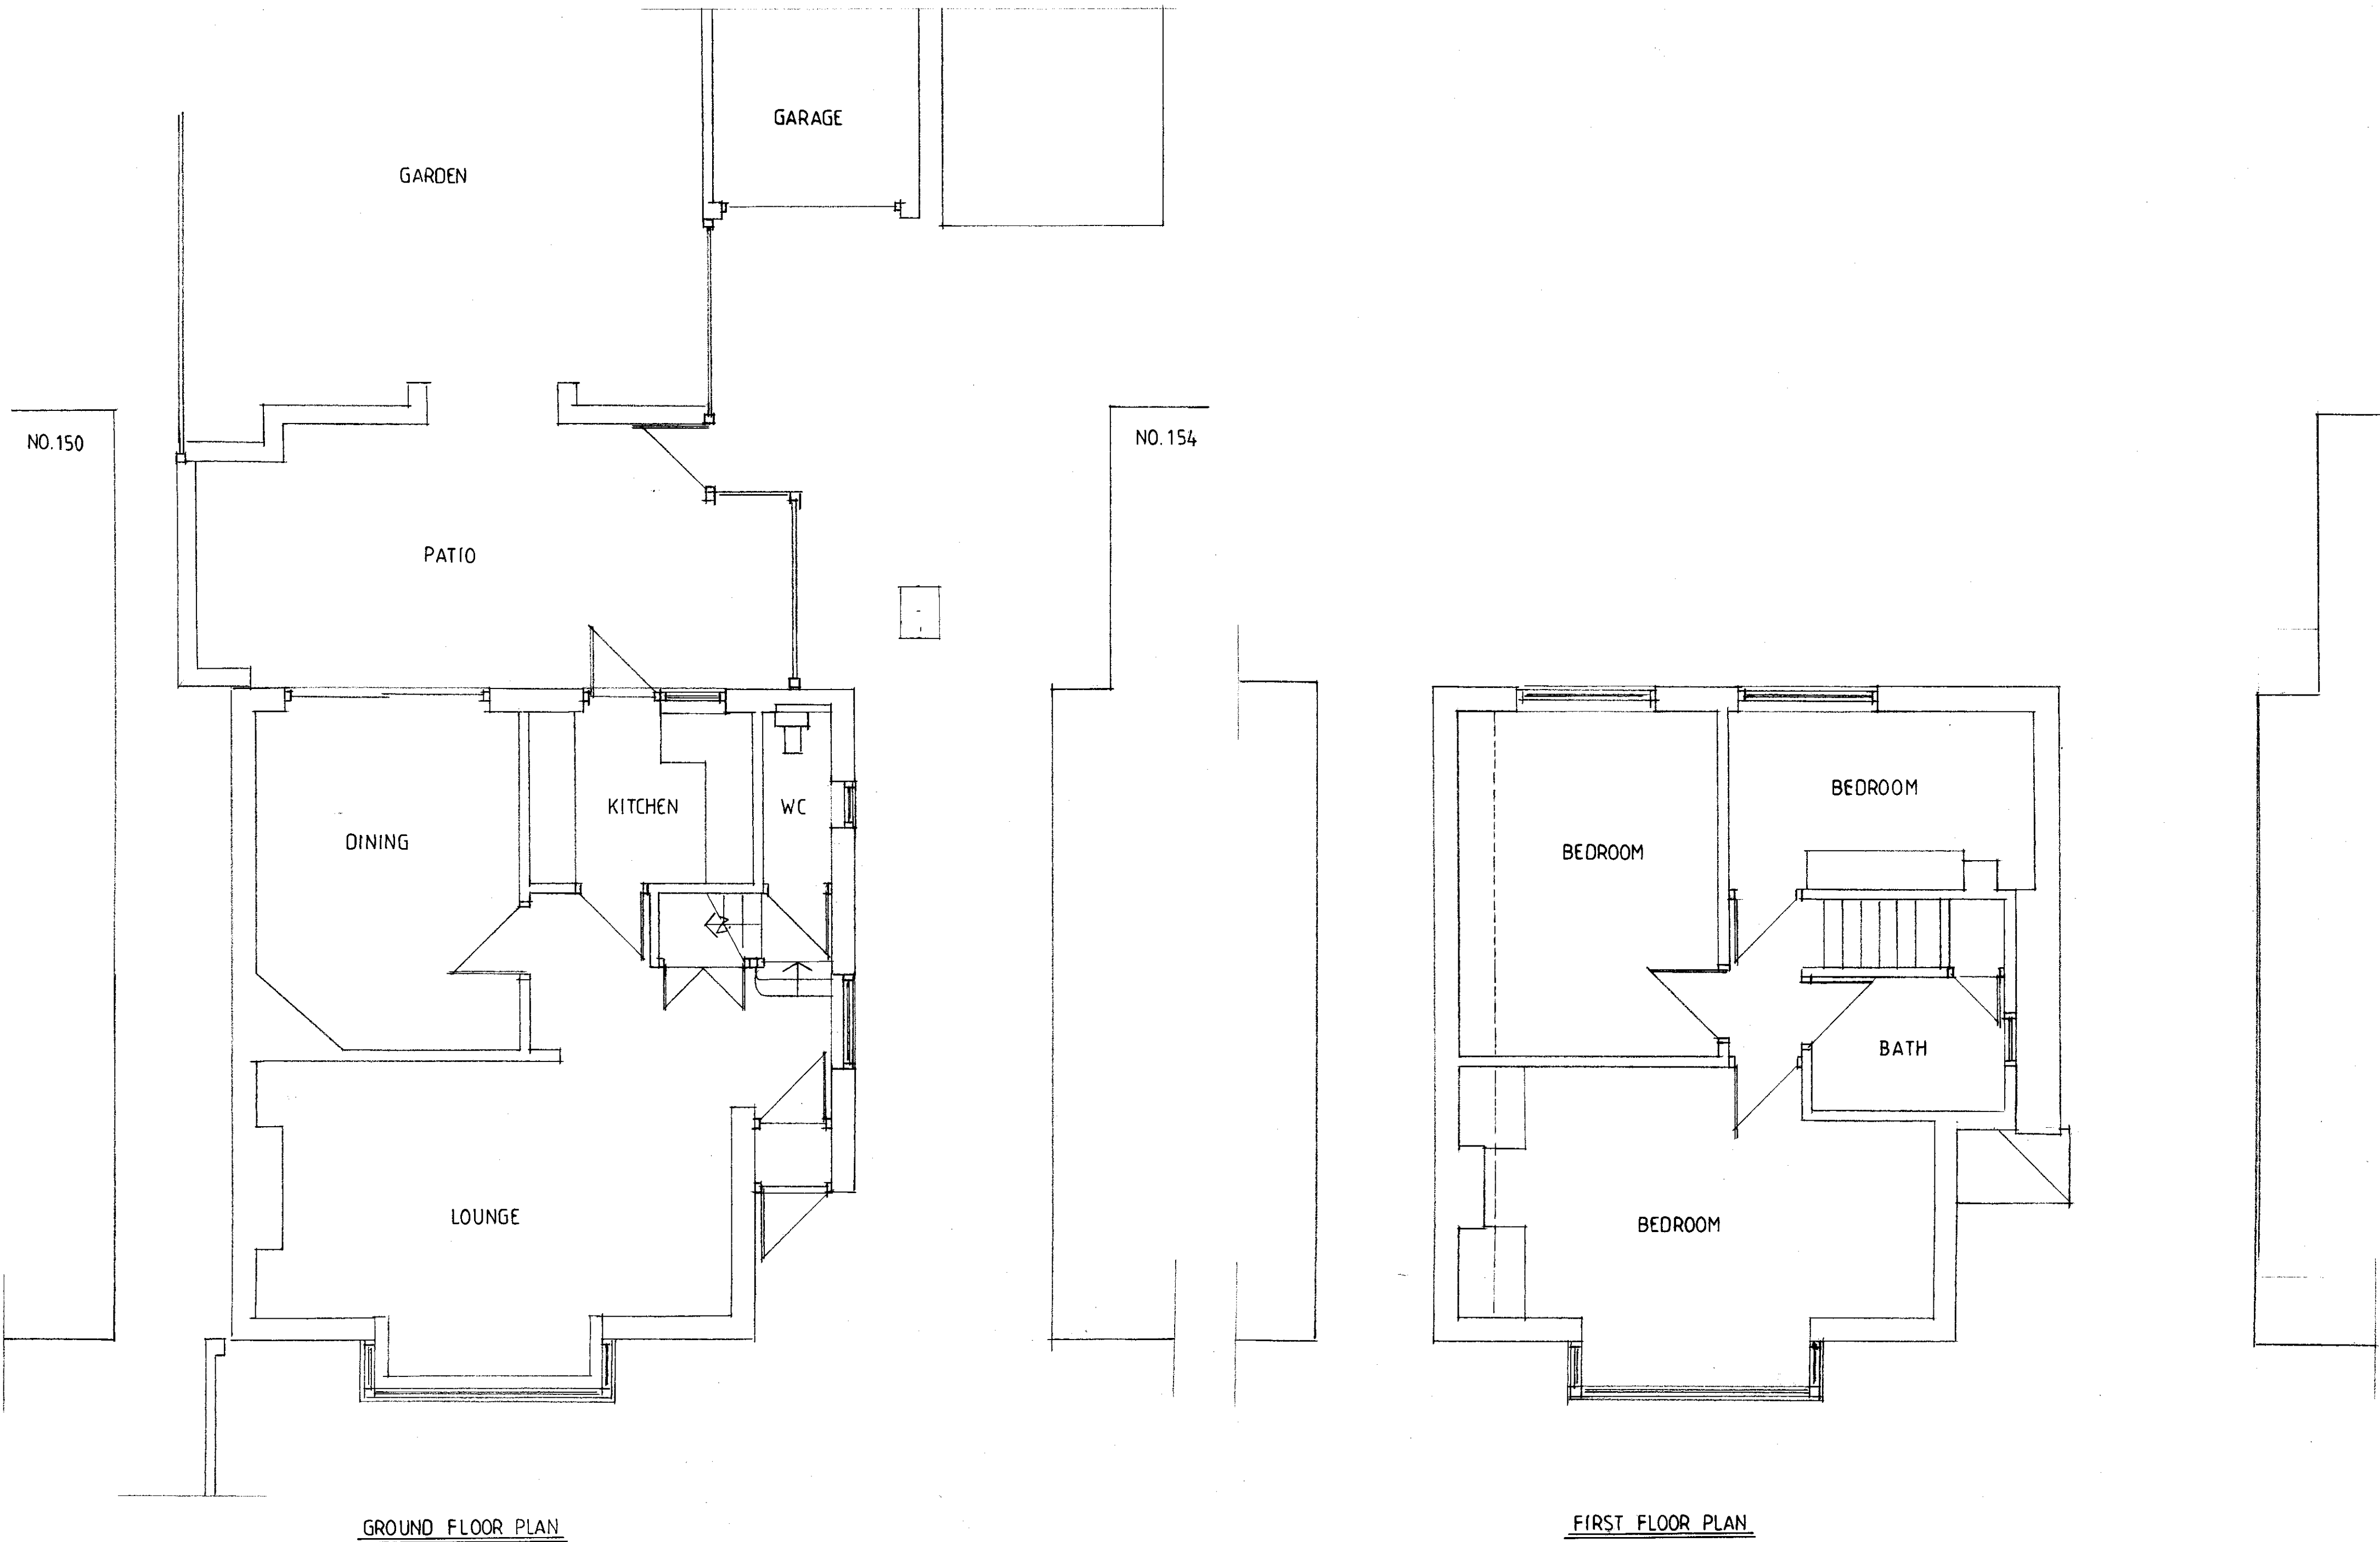 GARAGE
GARDEN
NO.150
NO.154
PATIO
KITCHEN
WC
DINING
LOUNGE
GROUND FLOOR PLAN
BEDROOM
BEDROOM
BATH
BEDROOM
FIRST FLOOR PLAN